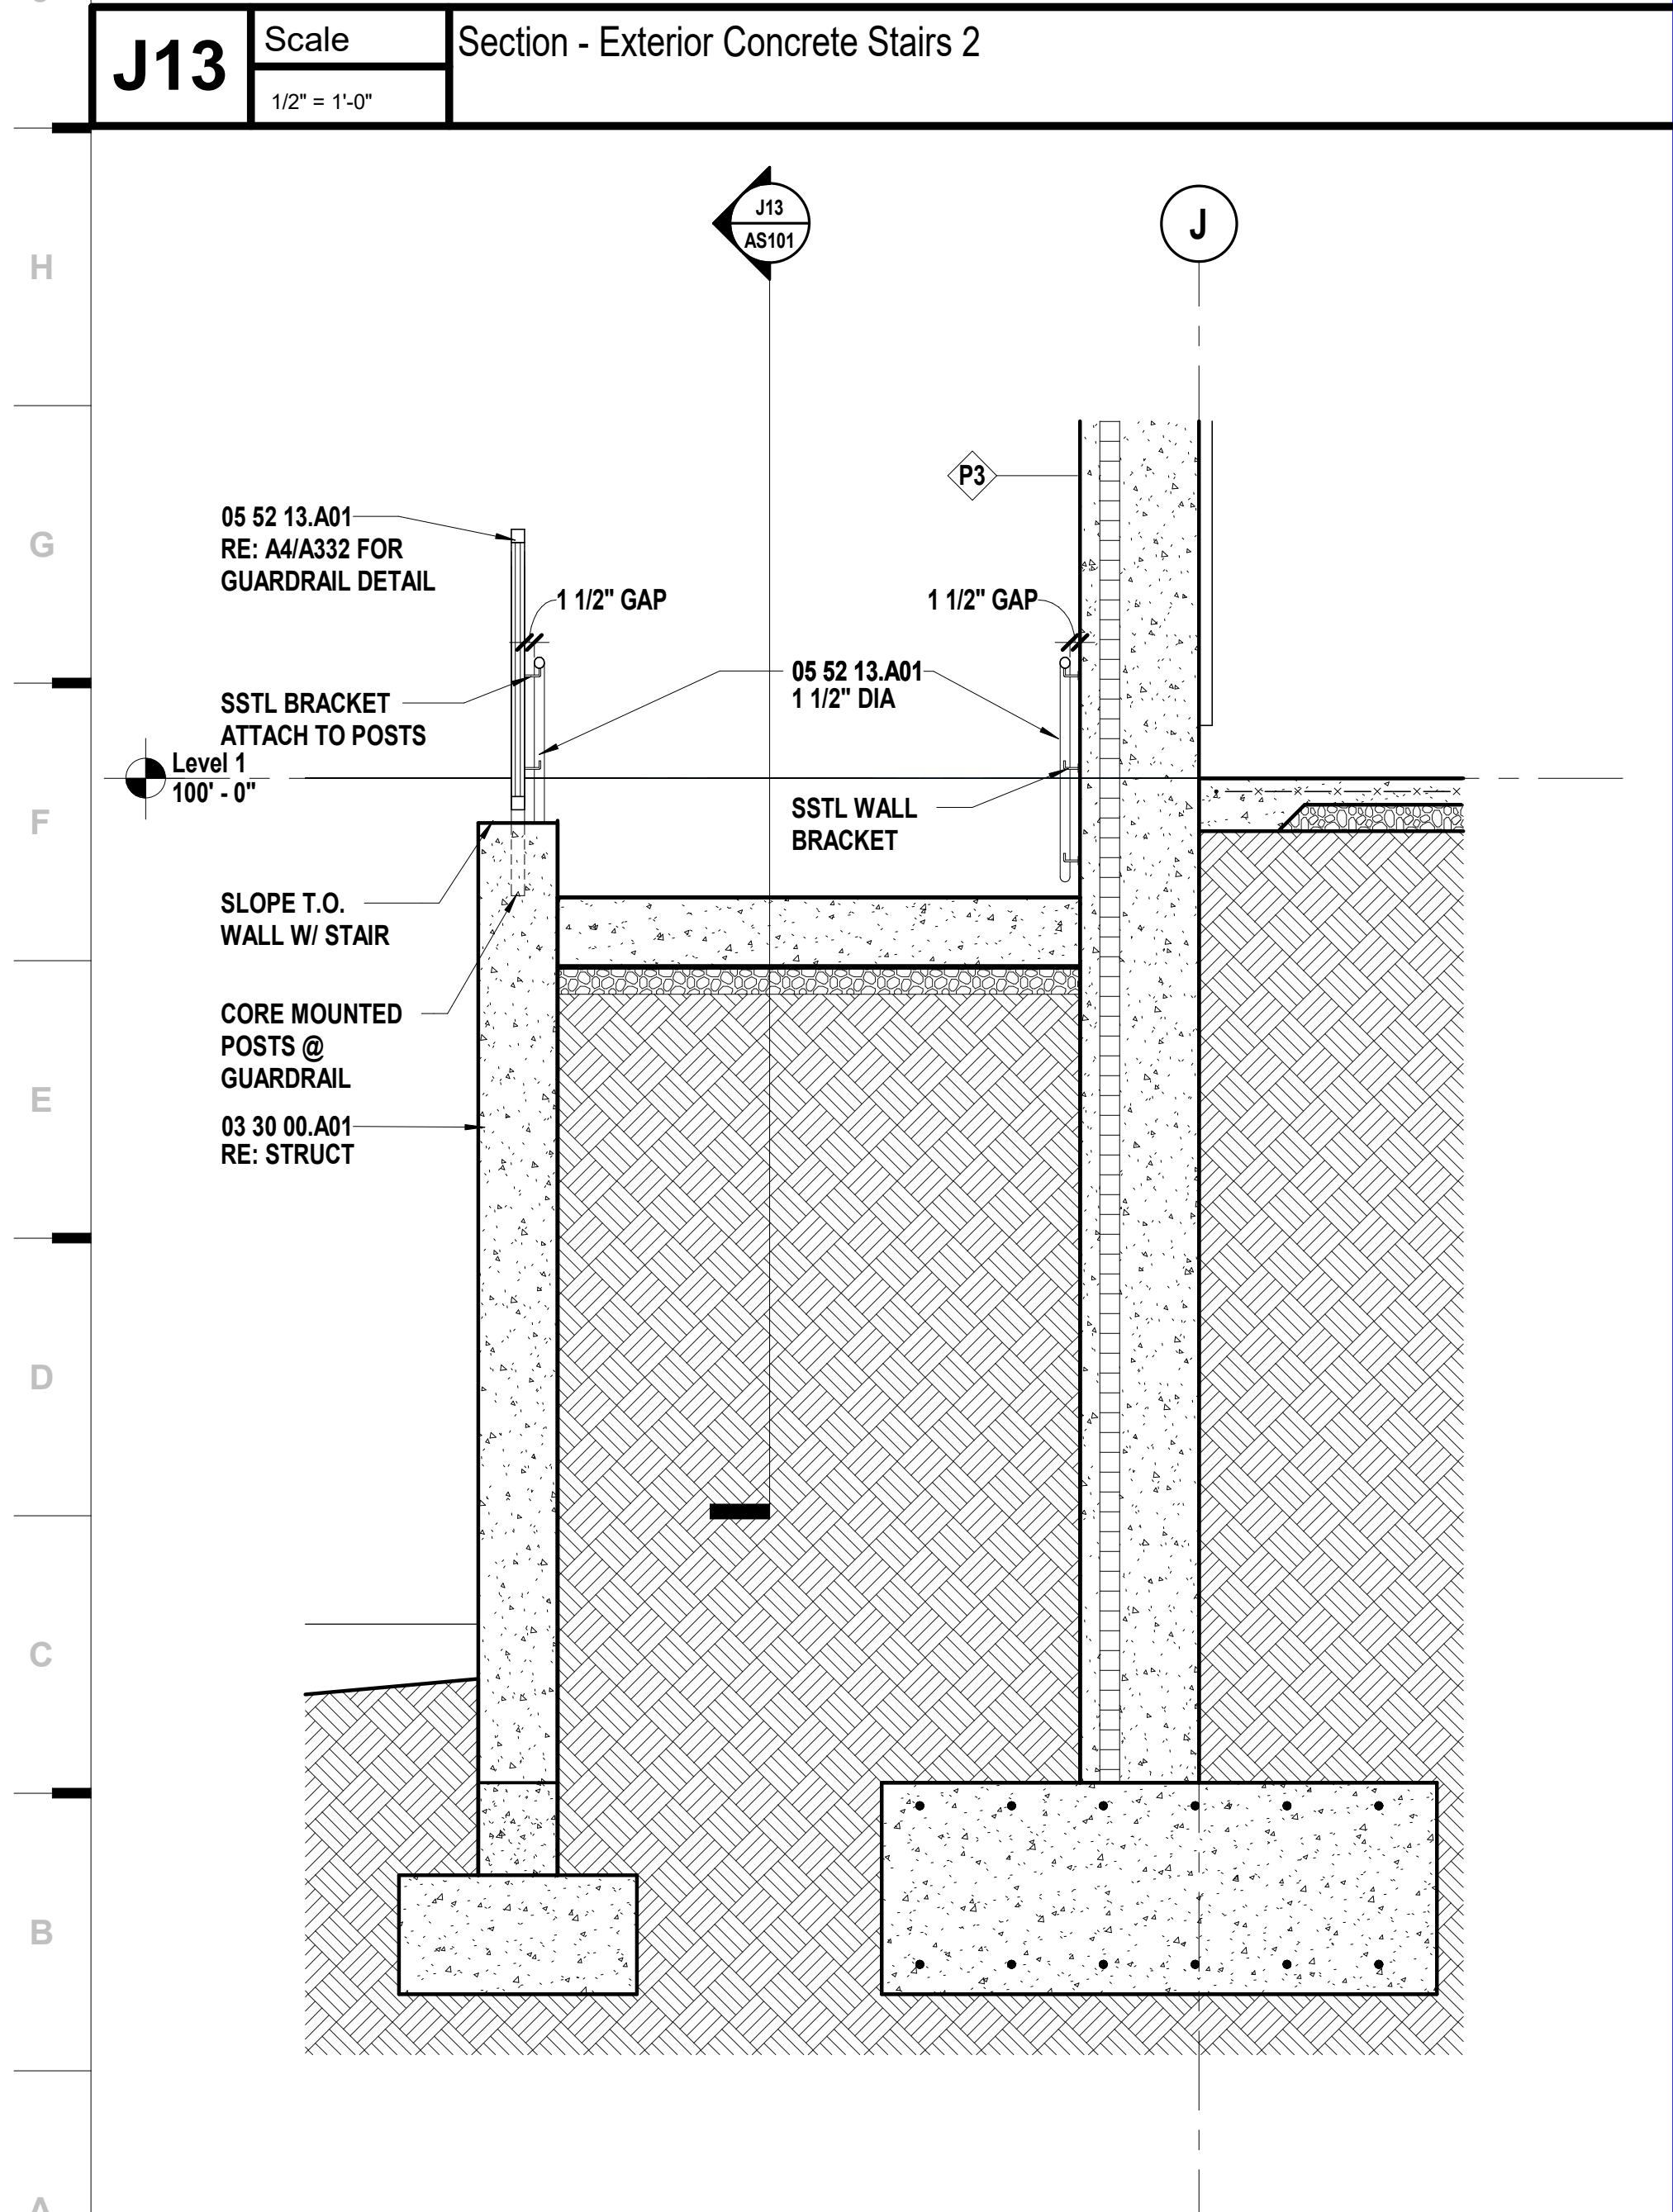 J13
Scale
1/2" = 1'-0"
Section - Exterior Concrete Stairs 2
J13
AS101
J
H
P3
05 52 13.A01
RE: A4/A332 FOR
GUARDRAIL DETAIL
G
1 1/2" GAP
1 1/2" GAP
05 52 13.A01
1 1/2" DIA
SSTL BRACKET
ATTACH TO POSTS
Level 1
100' - 0"
SSTL WALL
BRACKET
F
SLOPE T.O.
WALL W/ STAIR
CORE MOUNTED
POSTS @
GUARDRAIL
E
03 30 00.A01
RE: STRUCT
D
C
B
A